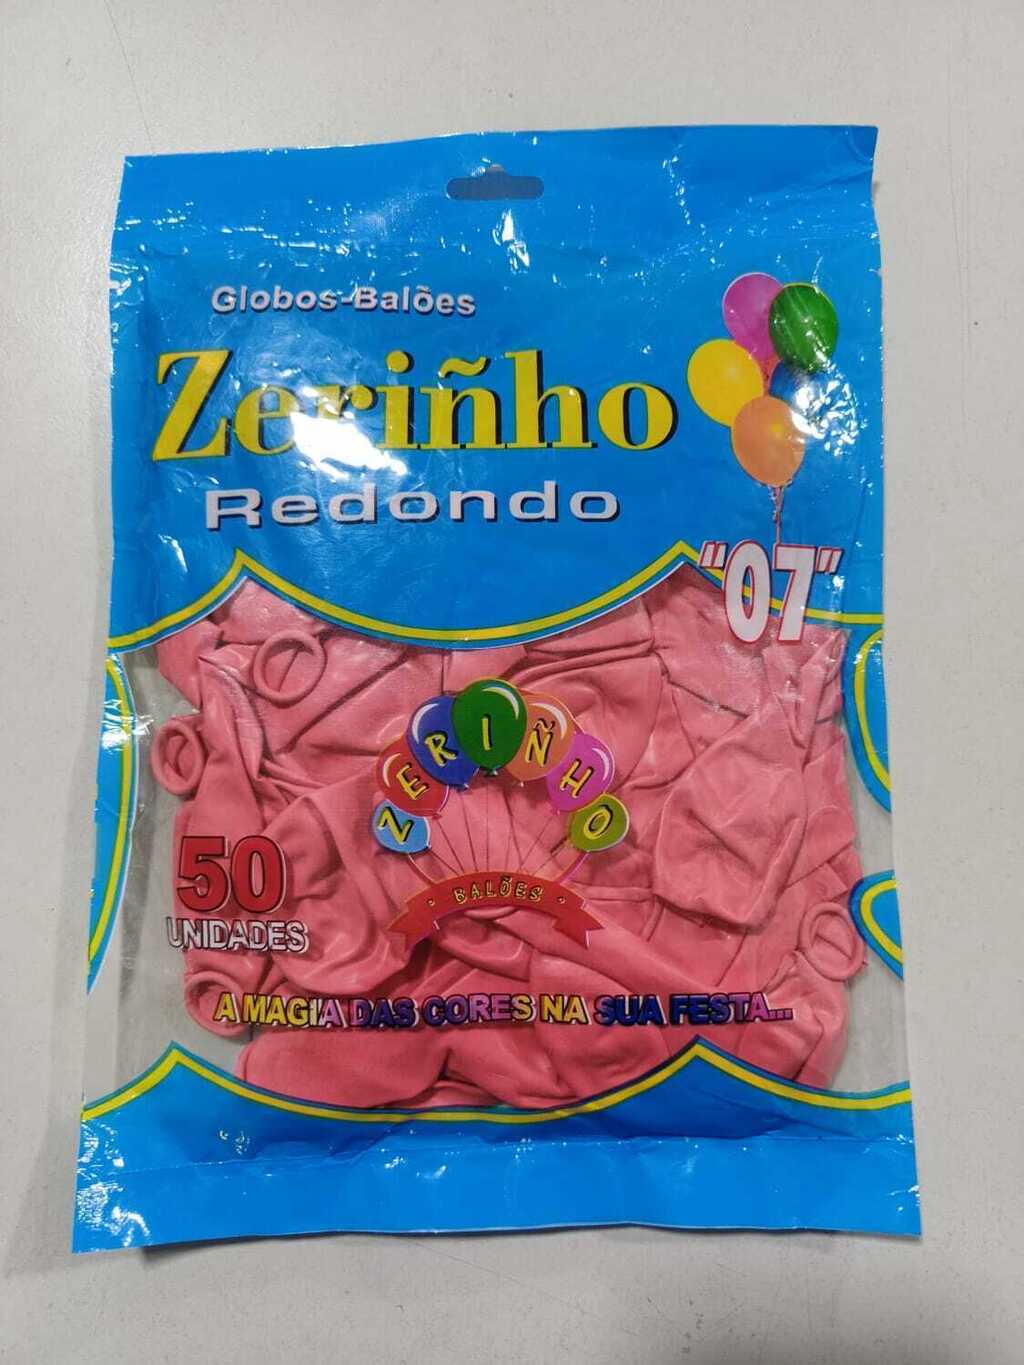 Globos-Balões
Zeriñho
Redondo
"07"
ZERIÑHO
· BALÕES ·
50
UNIDADES
A MAGIA DAS CORES NA SUA FESTA...